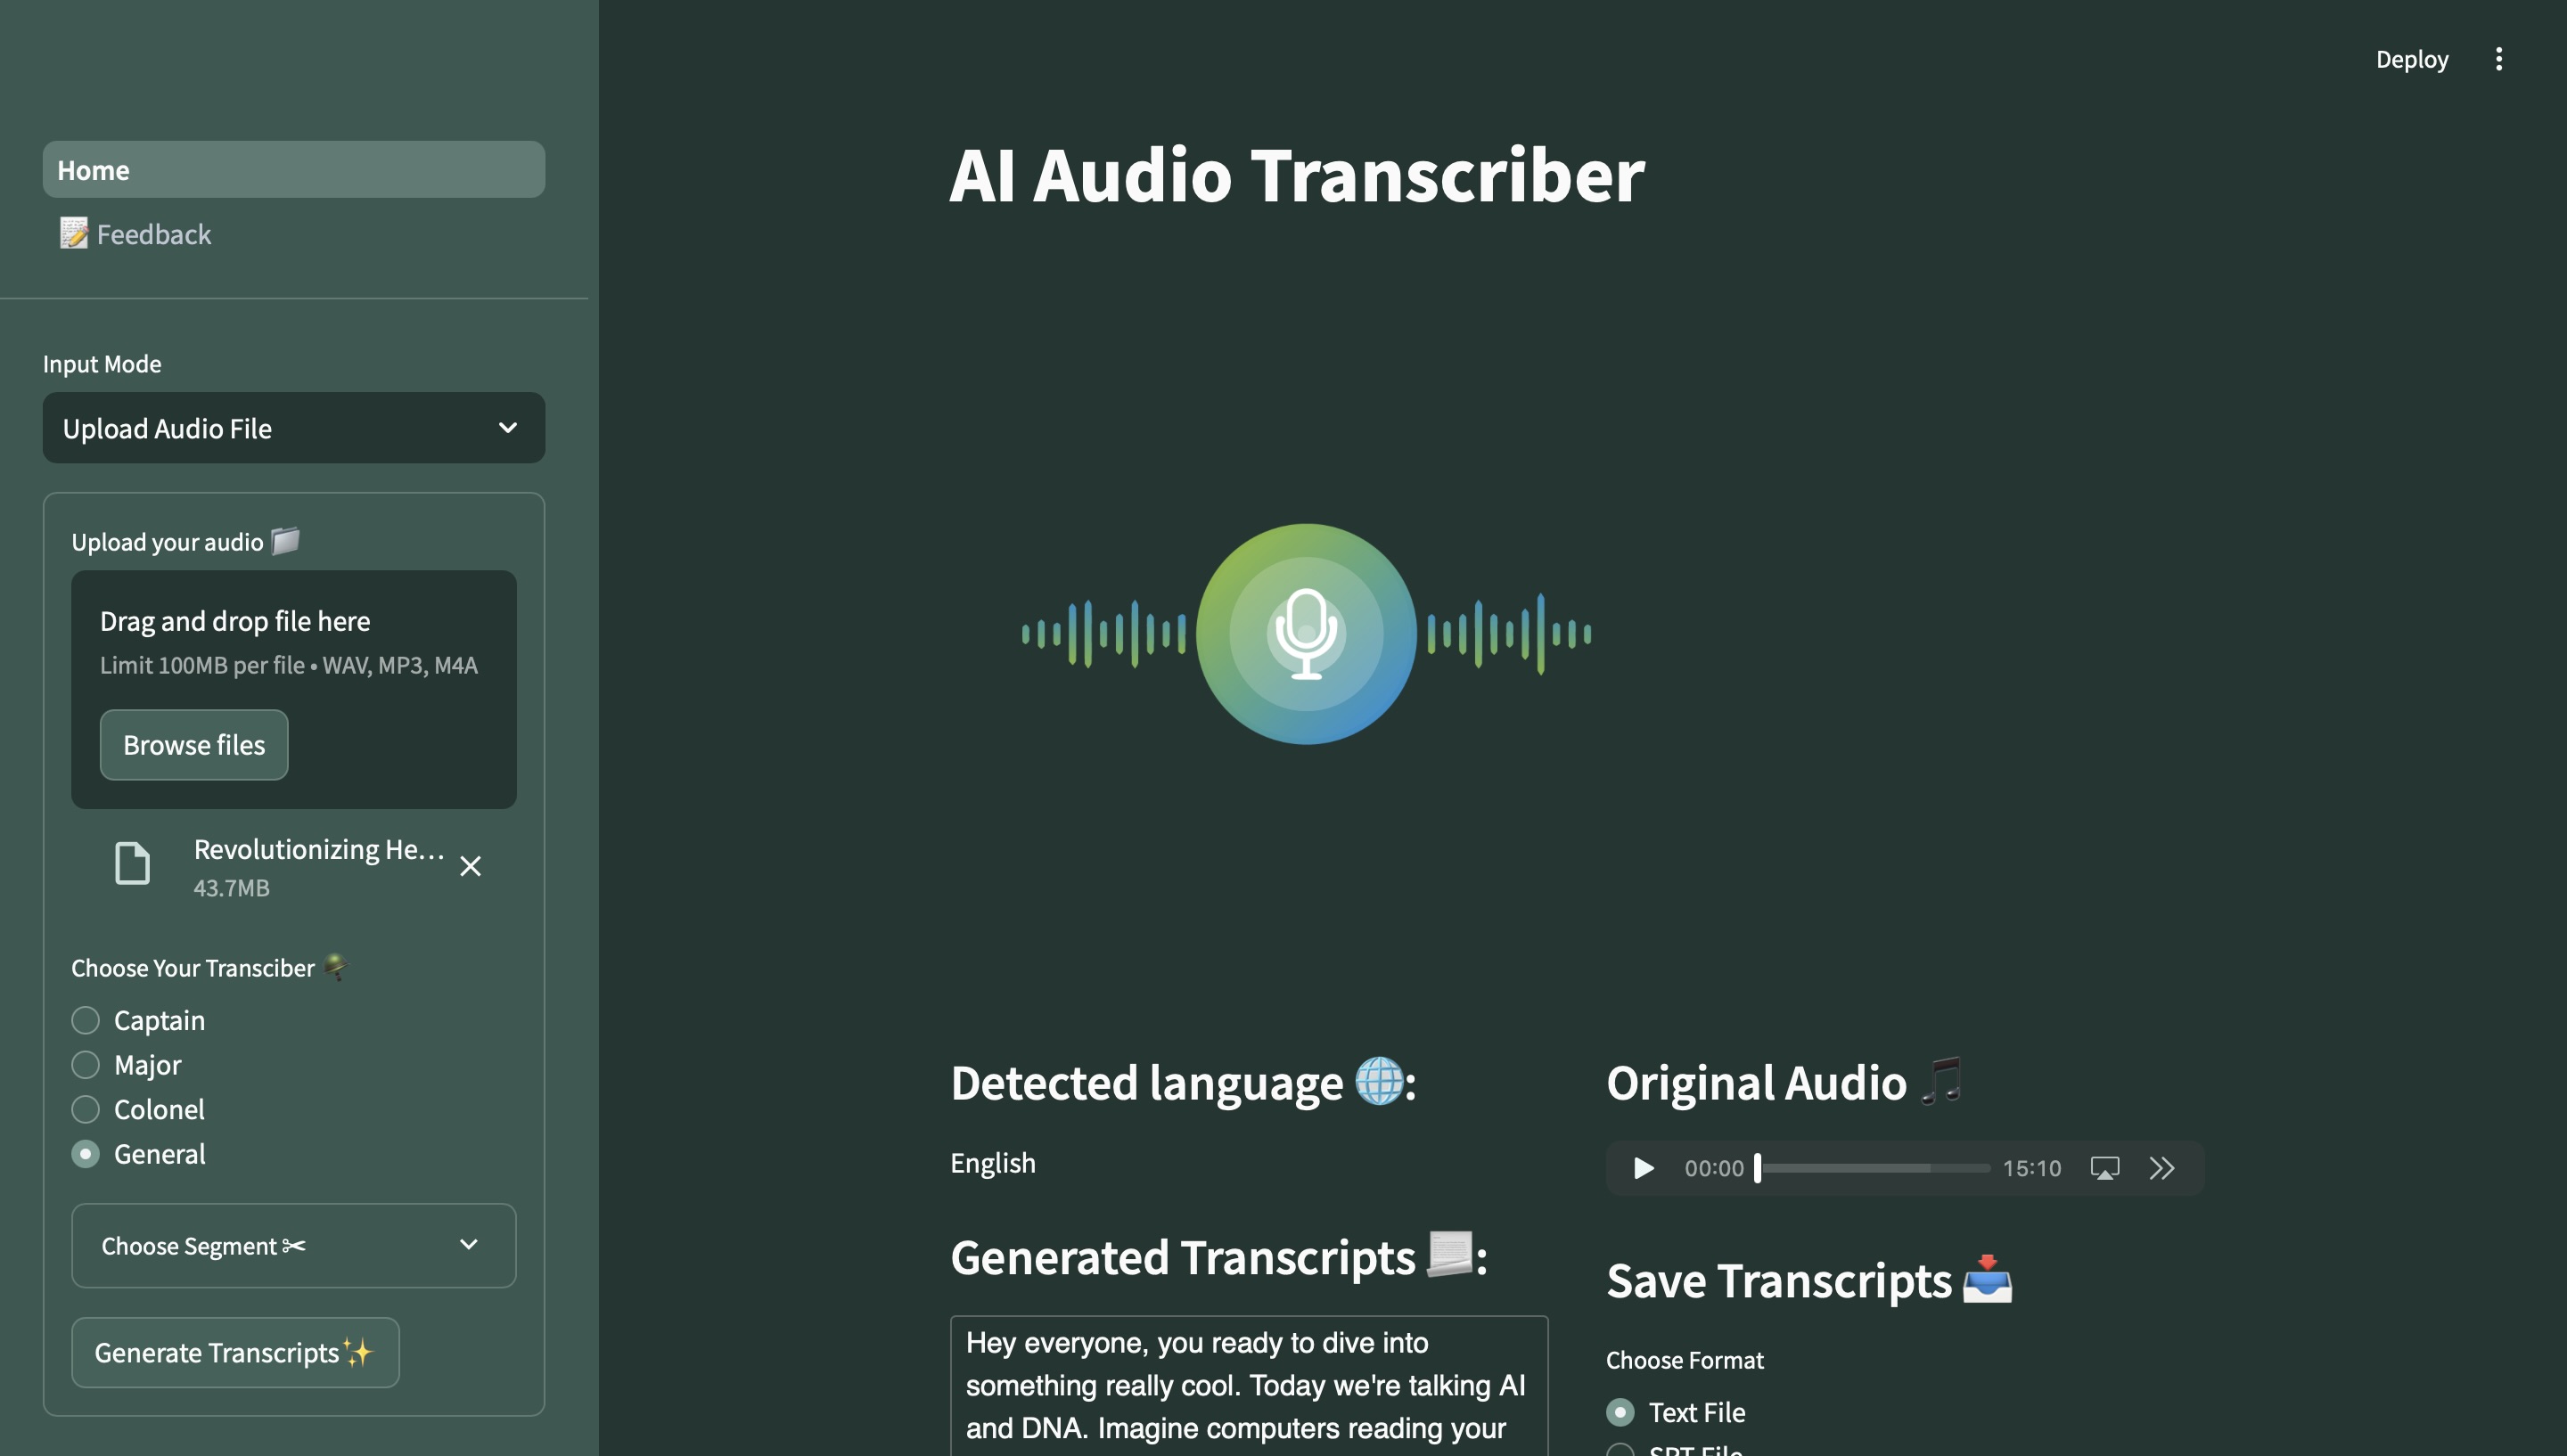 Deploy
Home
Feedback
Input Mode
Upload Audio File
Upload your audio
Drag and drop file here
Limit 100MB per file • WAV, MP3, M4A
Browse files
Revolutionizing He…
43.7MB
Choose Your Transciber
Captain
Major
Colonel
General
Choose Segment
Generate Transcripts
AI Audio Transcriber
Detected language :
English
Generated Transcripts :
Hey everyone, you ready to dive into
something really cool. Today we're talking AI
and DNA. Imagine computers reading your
Original Audio
00:00 15:10
Save Transcripts
Choose Format
Text File
SRT File